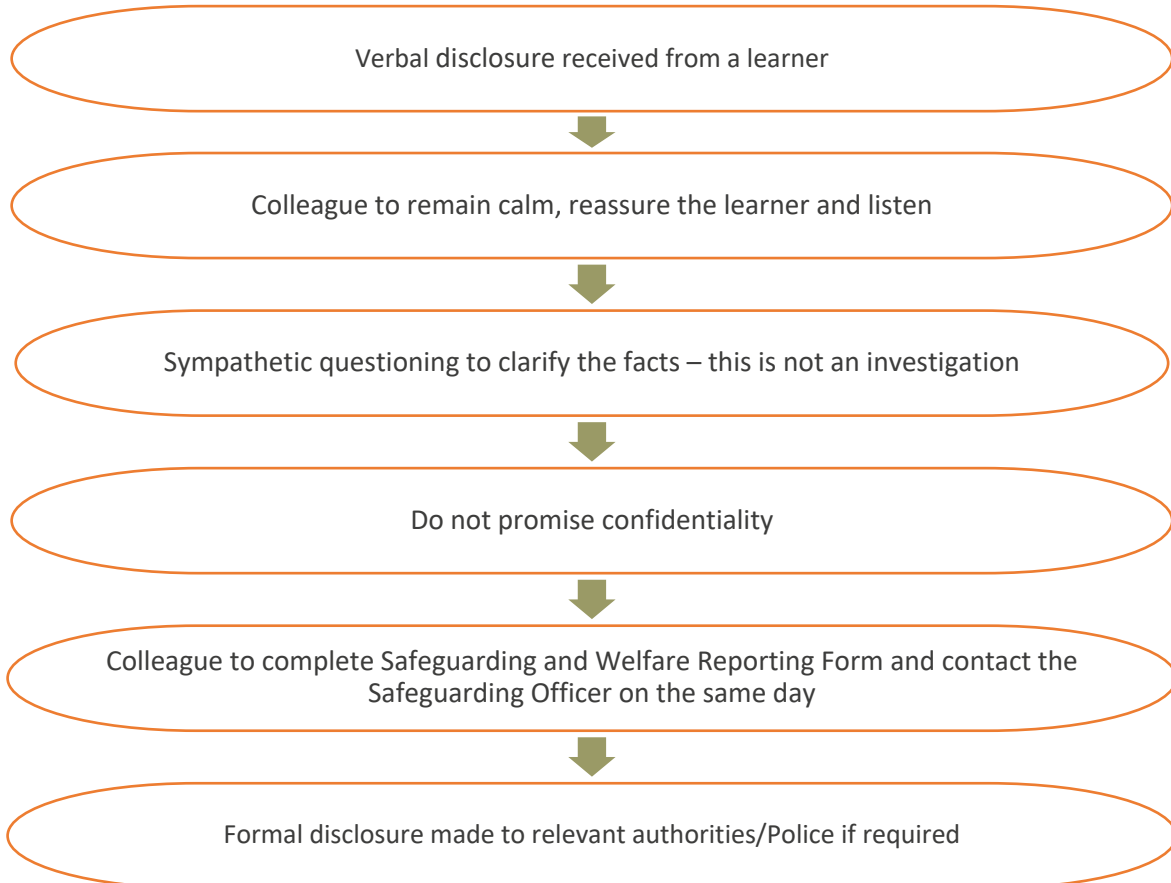 Verbal disclosure received from a learner
Colleague to remain calm, reassure the learner and listen
Sympathetic questioning to clarify the facts – this is not an investigation
Do not promise confidentiality
Colleague to complete Safeguarding and Welfare Reporting Form and contact the
Safeguarding Officer on the same day
Formal disclosure made to relevant authorities/Police if required